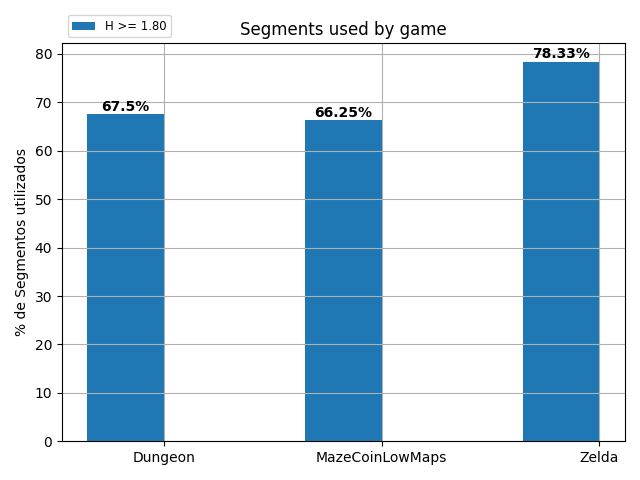 H >= 1.80
Segments used by game
% de Segmentos utilizados
80
70
60
50
40
30
20
10
0
67.5%
66.25%
78.33%
Dungeon
MazeCoinLowMaps
Zelda